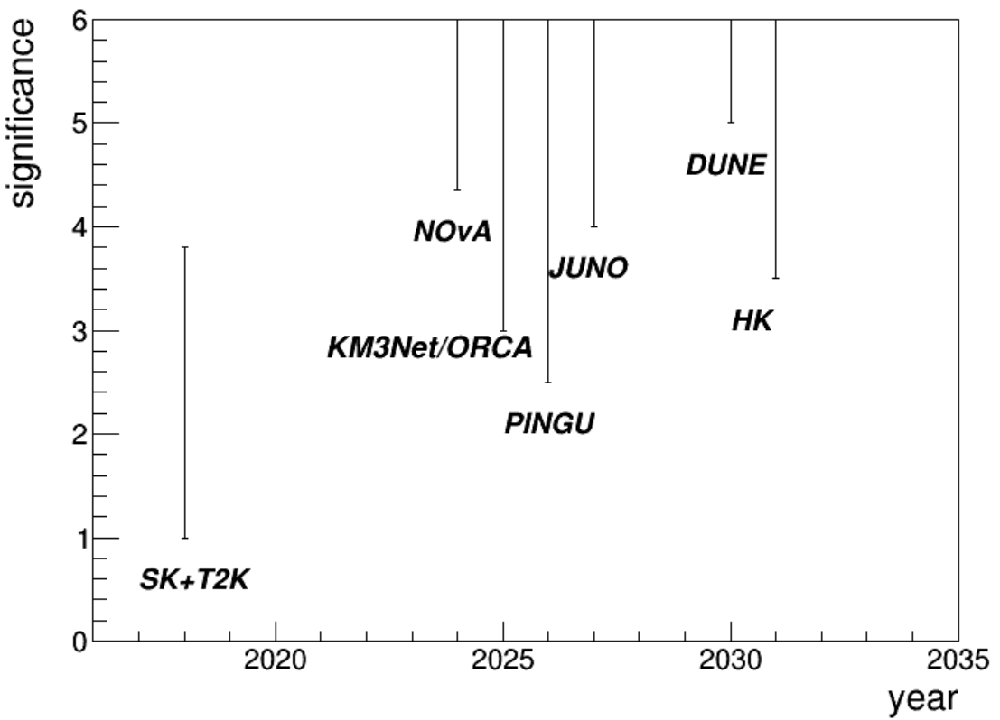 significance
6
5
4
3
2
1
0
DUNE
NOvA
JUNO
HK
KM3Net/ORCA
PINGU
SK+T2K
2020
2025
2030
2035
year